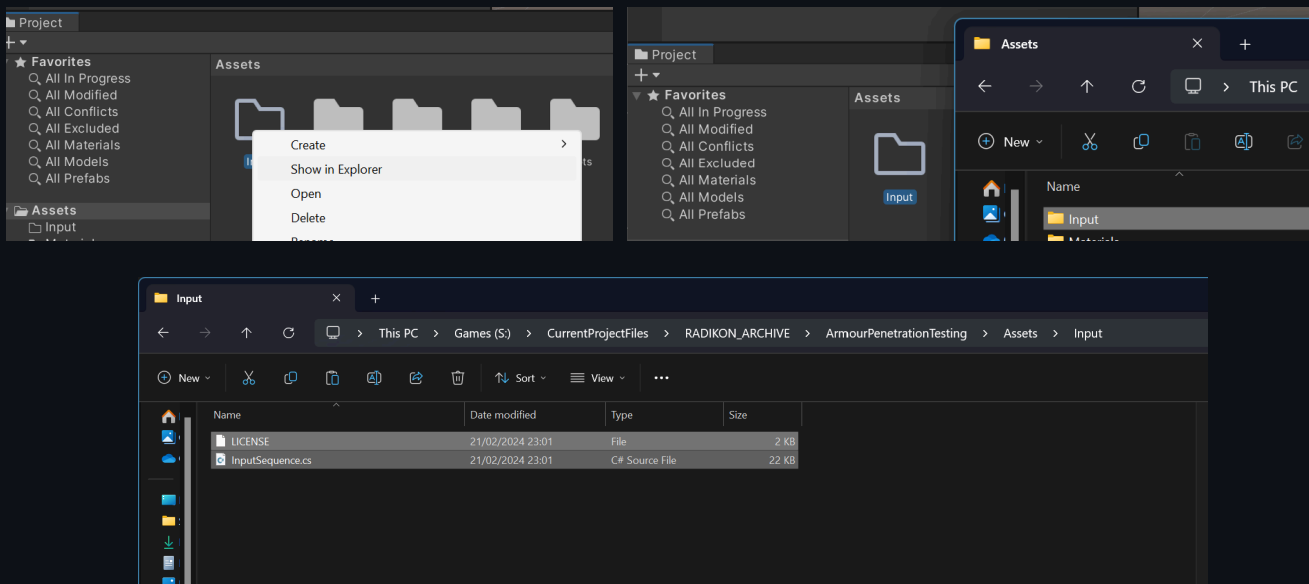 Project
Favorites
All In Progress
All Modified
All Conflicts
All Excluded
All Materials
All Models
All Prefabs
Assets
Input
Assets
Create
Show in Explorer
Open
Delete
Rename
Project
Favorites
All In Progress
All Modified
All Conflicts
All Excluded
All Materials
All Models
All Prefabs
Assets
Input
Assets
This PC
New
Name
Input
Materials
Input
This PC > Games (S:) > CurrentProjectFiles > RADIKON_ARCHIVE > ArmourPenetrationTesting > Assets > Input
New Sort View
Name Date modified Type Size
LICENSE 21/02/2024 23:01 File 2 KB
InputSequence.cs 21/02/2024 23:01 C# Source File 22 KB